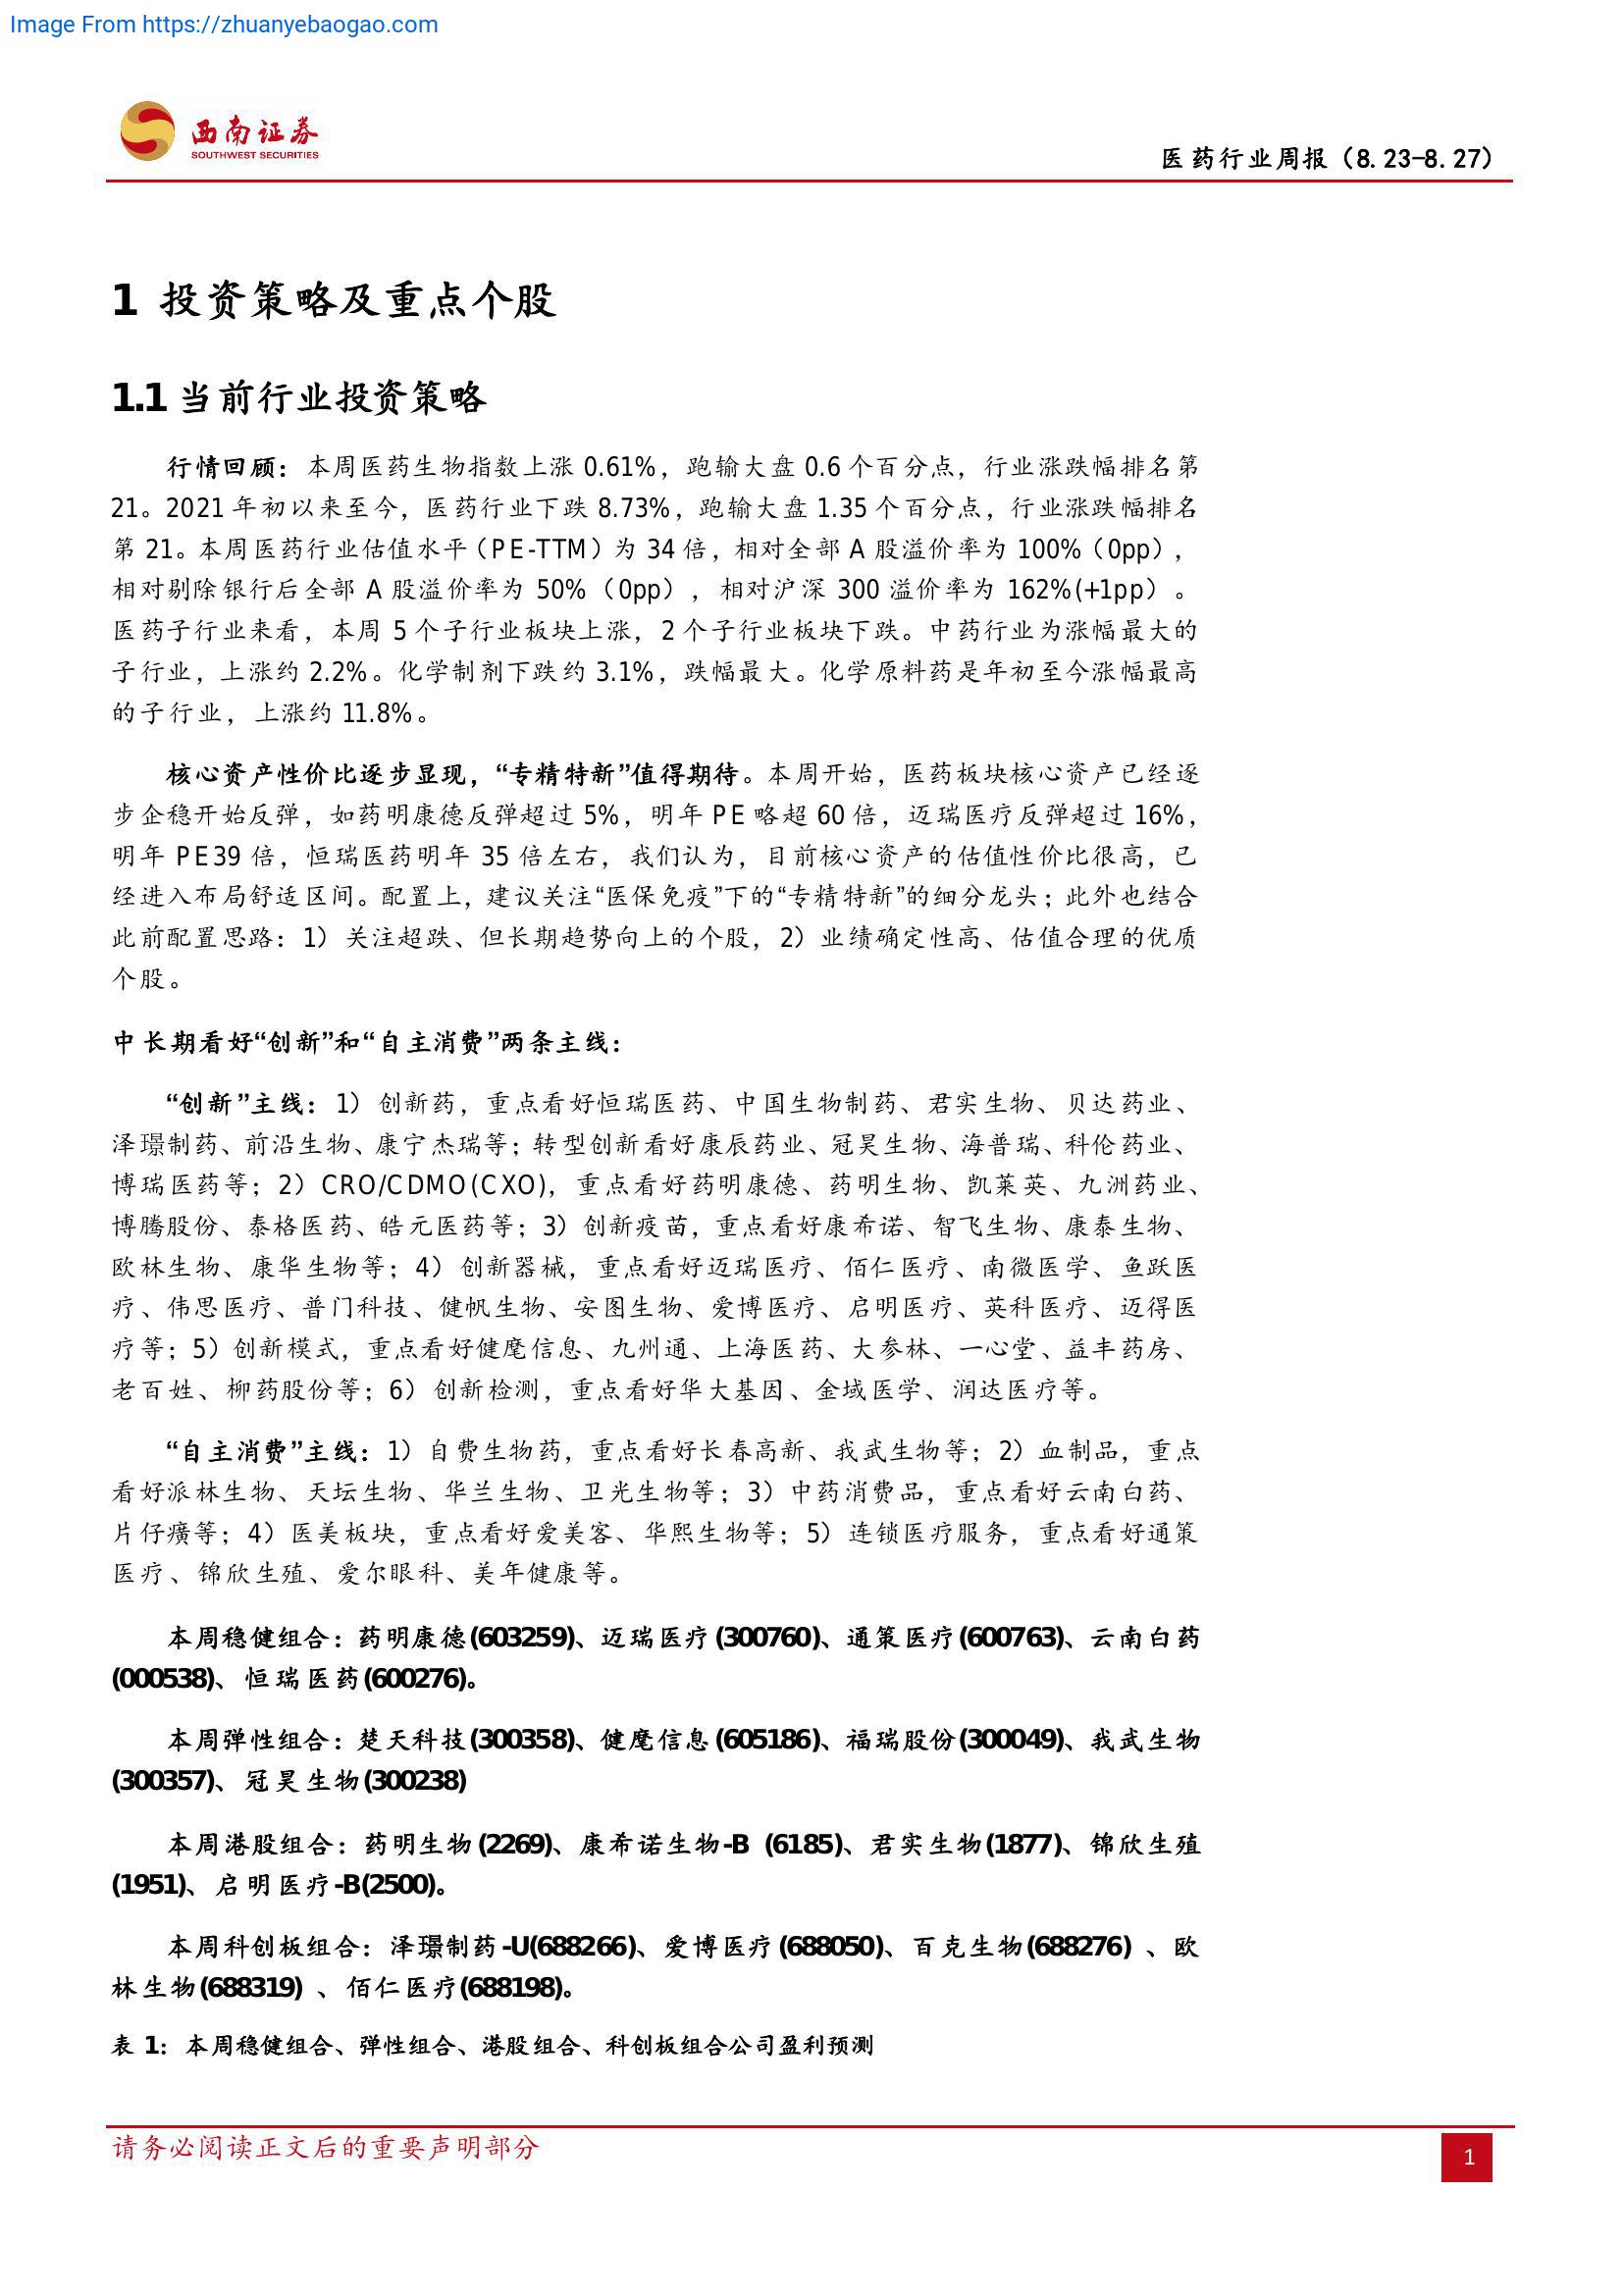 Image From https://zhuanyebaogao.com
西南证券
SOUTHWEST SECURITIES
医药行业周报（8.23-8.27）
1 投资策略及重点个股
1.1 当前行业投资策略
行情回顾：本周医药生物指数上涨 0.61%，跑输大盘 0.6 个百分点，行业涨跌幅排名第
21。2021 年初以来至今，医药行业下跌 8.73%，跑输大盘 1.35 个百分点，行业涨跌幅排名
第 21。本周医药行业估值水平（PE-TTM）为 34 倍，相对全部 A 股溢价率为 100%（0pp），
相对剔除银行后全部 A 股溢价率为 50%（0pp），相对沪深 300 溢价率为 162%(+1pp）。
医药子行业来看，本周 5 个子行业板块上涨，2 个子行业板块下跌。中药行业为涨幅最大的
子行业，上涨约 2.2%。化学制剂下跌约 3.1%，跌幅最大。化学原料药是年初至今涨幅最高
的子行业，上涨约 11.8%。
核心资产性价比逐步显现，“专精特新”值得期待。本周开始，医药板块核心资产已经逐
步企稳开始反弹，如药明康德反弹超过 5%，明年 PE 略超 60 倍，迈瑞医疗反弹超过 16%，
明年 PE39 倍，恒瑞医药明年 35 倍左右，我们认为，目前核心资产的估值性价比很高，已
经进入布局舒适区间。配置上，建议关注“医保免疫”下的“专精特新”的细分龙头；此外也结合
此前配置思路：1）关注超跌、但长期趋势向上的个股，2）业绩确定性高、估值合理的优质
个股。
中长期看好“创新”和“自主消费”两条主线：
“创新”主线：1）创新药，重点看好恒瑞医药、中国生物制药、君实生物、贝达药业、
泽璟制药、前沿生物、康宁杰瑞等；转型创新看好康辰药业、冠昊生物、海普瑞、科伦药业、
博瑞医药等；2）CRO/CDMO(CXO)，重点看好药明康德、药明生物、凯莱英、九洲药业、
博腾股份、泰格医药、皓元医药等；3）创新疫苗，重点看好康希诺、智飞生物、康泰生物、
欧林生物、康华生物等；4）创新器械，重点看好迈瑞医疗、佰仁医疗、南微医学、鱼跃医
疗、伟思医疗、普门科技、健帆生物、安图生物、爱博医疗、启明医疗、英科医疗、迈得医
疗等；5）创新模式，重点看好健麾信息、九州通、上海医药、大参林、一心堂、益丰药房、
老百姓、柳药股份等；6）创新检测，重点看好华大基因、金域医学、润达医疗等。
“自主消费”主线：1）自费生物药，重点看好长春高新、我武生物等；2）血制品，重点
看好派林生物、天坛生物、华兰生物、卫光生物等；3）中药消费品，重点看好云南白药、
片仔癀等；4）医美板块，重点看好爱美客、华熙生物等；5）连锁医疗服务，重点看好通策
医疗、锦欣生殖、爱尔眼科、美年健康等。
本周稳健组合：药明康德(603259)、迈瑞医疗(300760)、通策医疗(600763)、云南白药
(000538)、恒瑞医药(600276)。
本周弹性组合：楚天科技(300358)、健麾信息(605186)、福瑞股份(300049)、我武生物
(300357)、冠昊生物(300238)
本周港股组合：药明生物(2269)、康希诺生物-B (6185)、君实生物(1877)、锦欣生殖
(1951)、启明医疗-B(2500)。
本周科创板组合：泽璟制药-U(688266)、爱博医疗(688050)、百克生物(688276) 、欧
林生物(688319) 、佰仁医疗(688198)。
表 1：本周稳健组合、弹性组合、港股组合、科创板组合公司盈利预测
请务必阅读正文后的重要声明部分
1